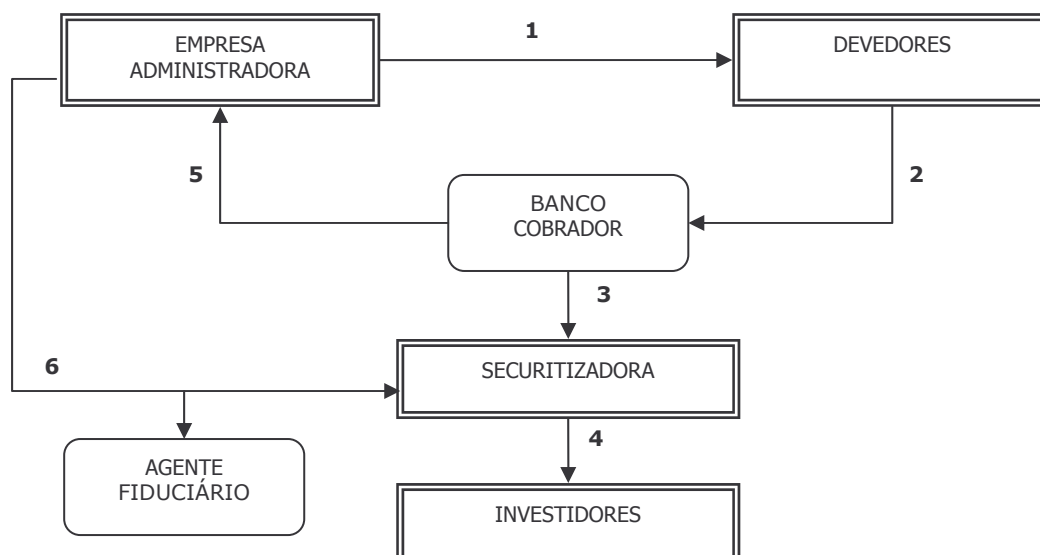 EMPRESA
ADMINISTRADORA
1
DEVEDORES
5
BANCO
COBRADOR
2
3
6
SECURITIZADORA
4
AGENTE
FIDUCIÁRIO
INVESTIDORES